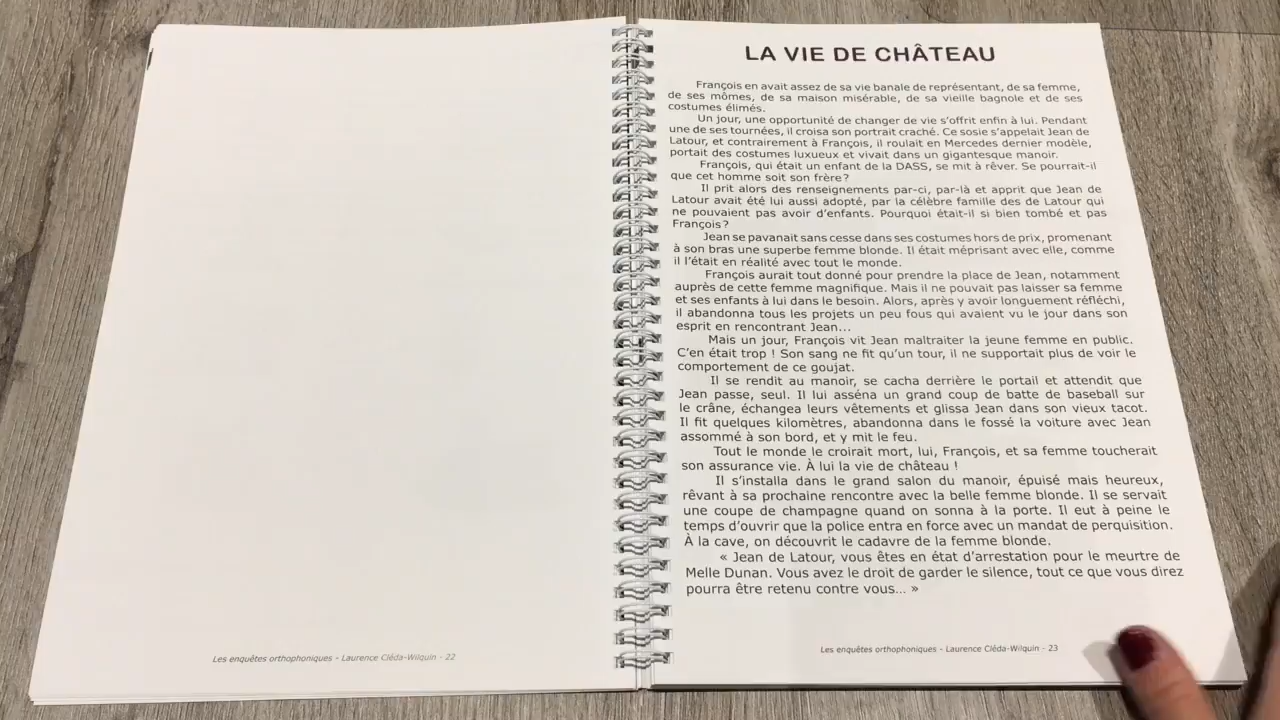 Les enquêtes orthophoniques - Laurence Cléda-Wilquin - 22
LA VIE DE CHÂTEAU
François en avait assez de sa vie banale de représentant, de sa femme,
de ses mômes, de sa maison misérable, de sa vieille bagnole et de ses
costumes élimés.
Un jour, une opportunité de changer de vie s'offrit enfin à lui. Pendant
une de ses tournées, il croisa son portrait craché. Ce sosie s'appelait Jean de
Latour, et contrairement à François, il roulait en Mercedes dernier modèle,
portait des costumes luxueux et vivait dans un gigantesque manoir.
François, qui était un enfant de la DASS, se mit à rêver. Se pourrait-il
que cet homme soit son frère ?
Il prit alors des renseignements par-ci, par-là et apprit que Jean de
Latour avait été lui aussi adopté, par la célèbre famille des de Latour qui
ne pouvaient pas avoir d'enfants. Pourquoi était-il si bien tombé et pas
François ?
Jean se pavanait sans cesse dans ses costumes hors de prix, promenant
à son bras une superbe femme blonde. Il était méprisant avec elle, comme
il l'était en réalité avec tout le monde.
François aurait tout donné pour prendre la place de Jean, notamment
auprès de cette femme magnifique. Mais il ne pouvait pas laisser sa femme
et ses enfants à lui dans le besoin. Alors, après y avoir longuement réfléchi,
il abandonna tous les projets un peu fous qui avaient vu le jour dans son
esprit en rencontrant Jean...
Mais un jour, François vit Jean maltraiter la jeune femme en public.
C'en était trop ! Son sang ne fit qu'un tour, il ne supportait plus de voir le
comportement de ce goujat.
Il se rendit au manoir, se cacha derrière le portail et attendit que
Jean passe, seul. Il lui asséna un grand coup de batte de baseball sur
le crâne, échangea leurs vêtements et glissa Jean dans son vieux tacot.
Il fit quelques kilomètres, abandonna dans le fossé la voiture avec Jean
assommé à son bord, et y mit le feu.
Tout le monde le croirait mort, lui, François, et sa femme toucherait
son assurance vie. À lui la vie de château !
Il s'installa dans le grand salon du manoir, épuisé mais heureux,
rêvant à sa prochaine rencontre avec la belle femme blonde. Il se servait
une coupe de champagne quand on sonna à la porte. Il eut à peine le
temps d'ouvrir que la police entra en force avec un mandat de perquisition.
À la cave, on découvrit le cadavre de la femme blonde.
« Jean de Latour, vous êtes en état d'arrestation pour le meurtre de
Melle Dunan. Vous avez le droit de garder le silence, tout ce que vous direz
pourra être retenu contre vous... »
Les enquêtes orthophoniques - Laurence Cléda-Wilquin - 23